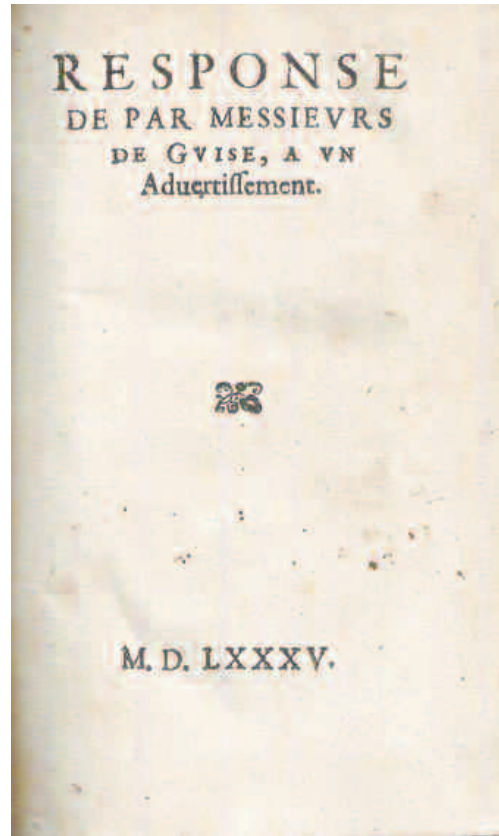 RESPONSE
DE PAR MESSIEVRS
DE GVISE, A VN
Aduertiſſement.
M. D. LXXXV.